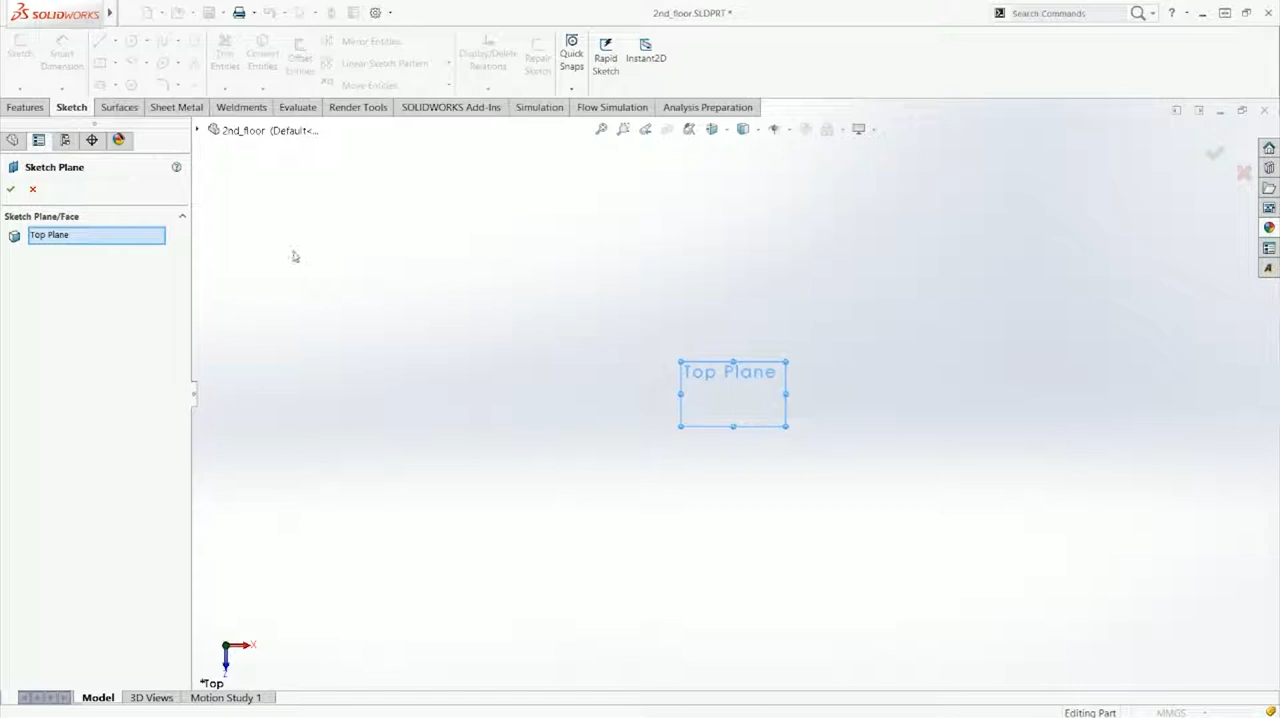 SOLIDWORKS
2nd_floor.SLDPRT *
Search Commands
?
Sketch
Smart Dimension
Trim Entities
Convert Entities
Offset Entities
Mirror Entities
Linear Sketch Pattern
Move Entities
Display/Delete Relations
Repair Sketch
Quick Snaps
Rapid Sketch
Instant2D
Features
Sketch
Surfaces
Sheet Metal
Weldments
Evaluate
Render Tools
SOLIDWORKS Add-Ins
Simulation
Flow Simulation
Analysis Preparation
2nd_floor (Default<...
Sketch Plane
Sketch Plane/Face
Top Plane
Top Plane
X
Z
*Top
Model
3D Views
Motion Study 1
Editing Part
MMGS